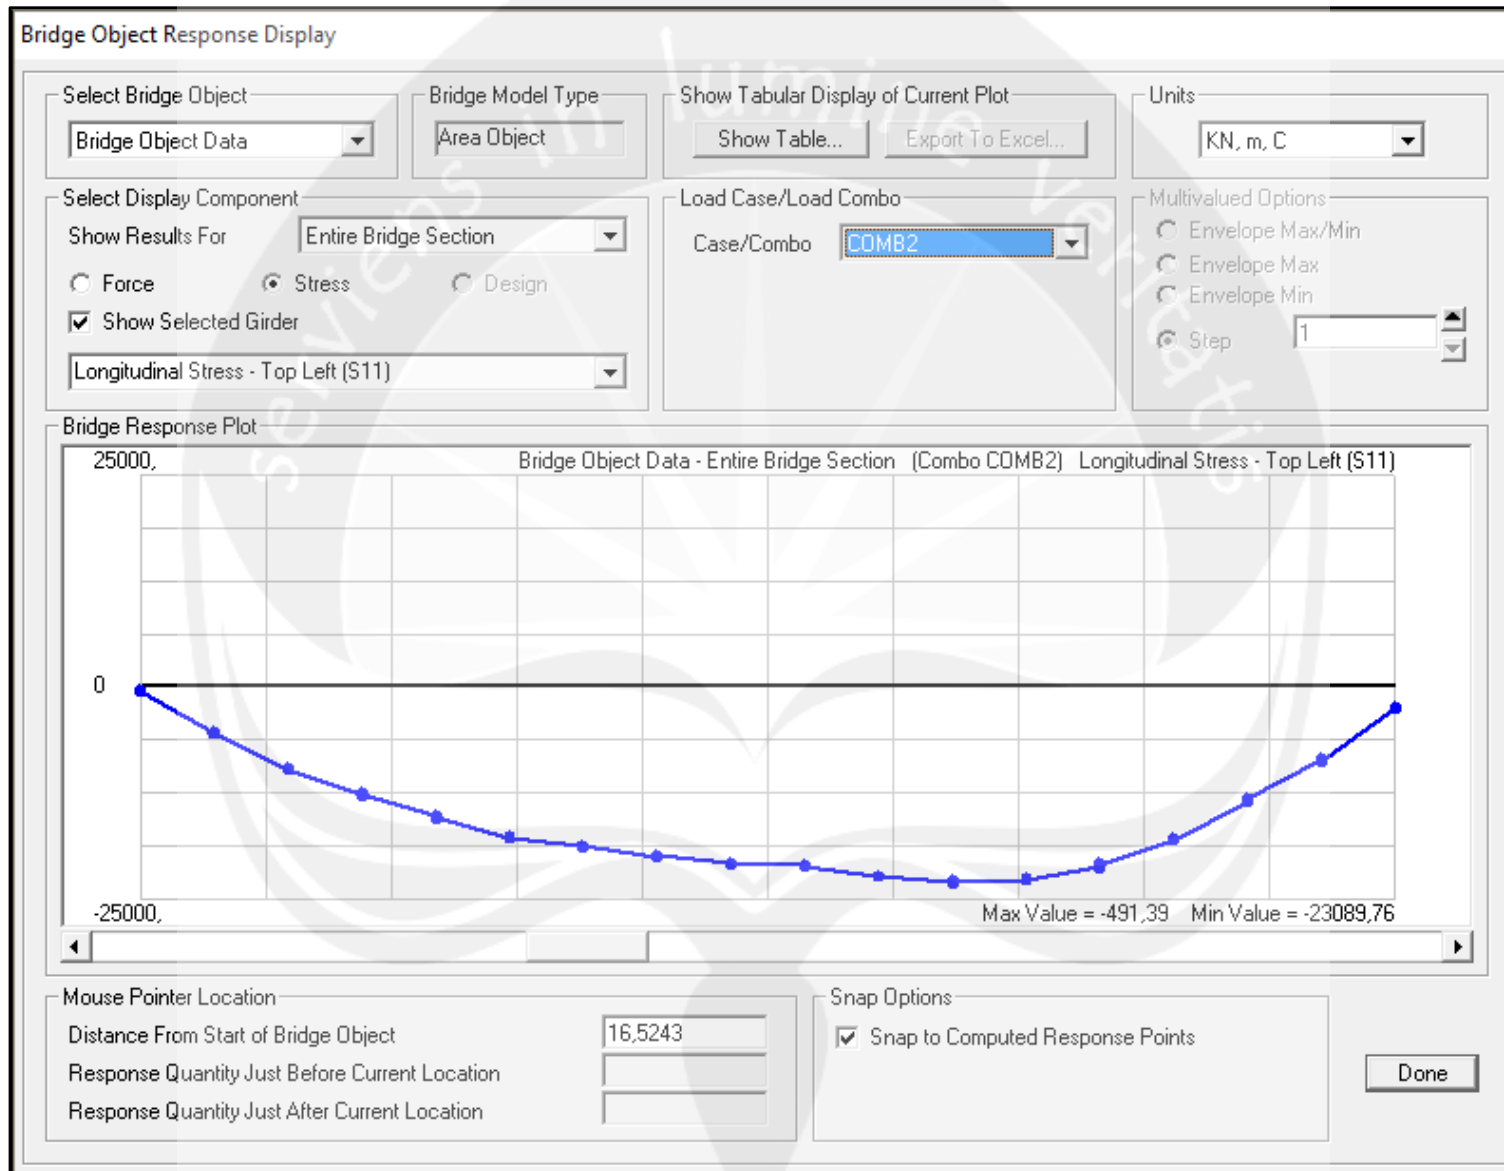 Bridge Object Response Display
Select Bridge Object
Bridge Object Data
Bridge Model Type
Area Object
Show Tabular Display of Current Plot
Show Table...
Export To Excel...
Units
KN, m, C
Select Display Component
Show Results For
Entire Bridge Section
Force
Stress
Design
Show Selected Girder
Longitudinal Stress - Top Left (S11)
Load Case/Load Combo
Case/Combo
COMB2
Multivalued Options
Envelope Max/Min
Envelope Max
Envelope Min
Step
1
Bridge Response Plot
25000,
Bridge Object Data - Entire Bridge Section (Combo COMB2) Longitudinal Stress - Top Left (S11)
0
-25000,
Max Value = -491,39 Min Value = -23089,76
Mouse Pointer Location
Distance From Start of Bridge Object
16,5243
Response Quantity Just Before Current Location
Response Quantity Just After Current Location
Snap Options
Snap to Computed Response Points
Done
serviens in lumine veritatis